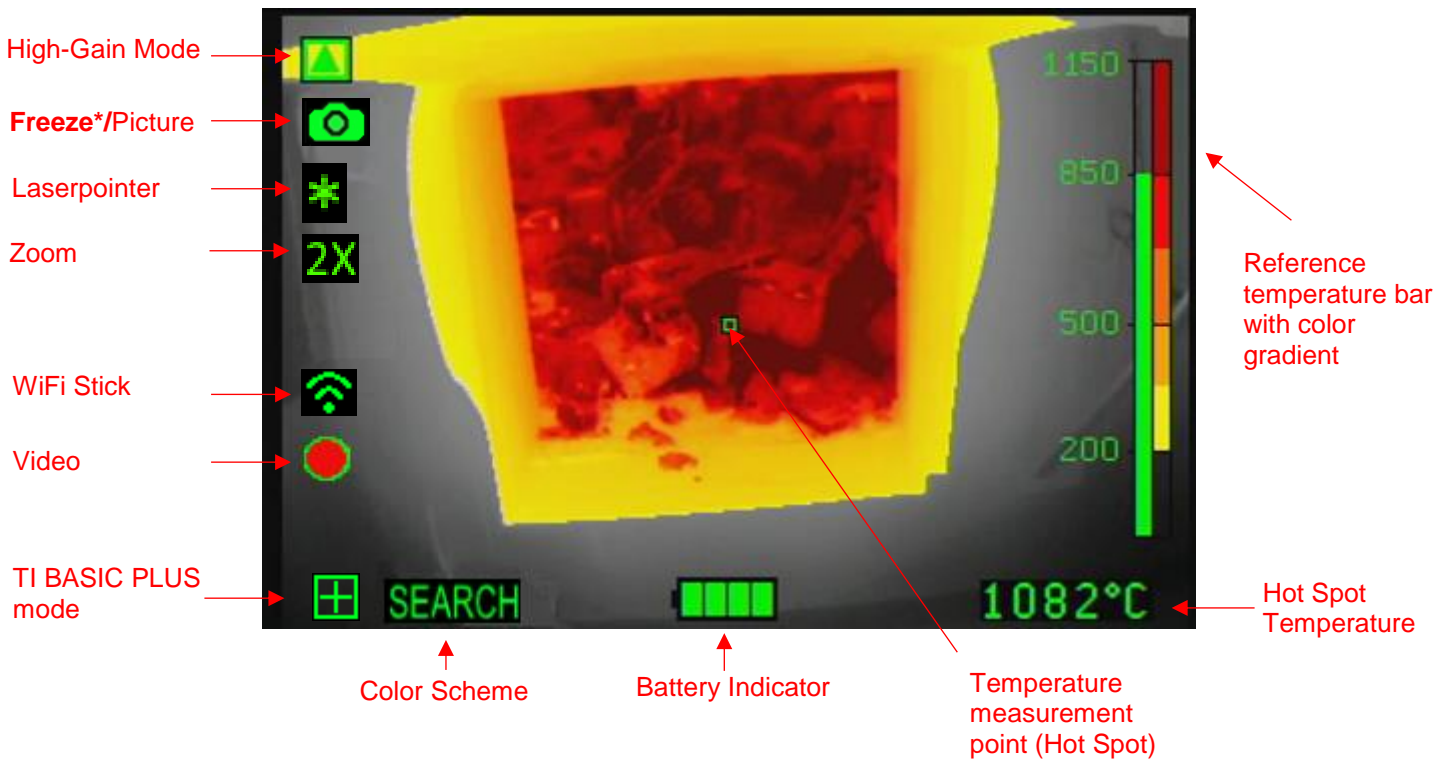 High-Gain Mode
Freeze*/Picture
Laserpointer
Zoom
2X
WiFi Stick
Video
TI BASIC PLUS
mode
SEARCH
Color Scheme
Battery Indicator
1150
850
500
200
1082°C
Reference
temperature bar
with color
gradient
Hot Spot
Temperature
Temperature
measurement
point (Hot Spot)